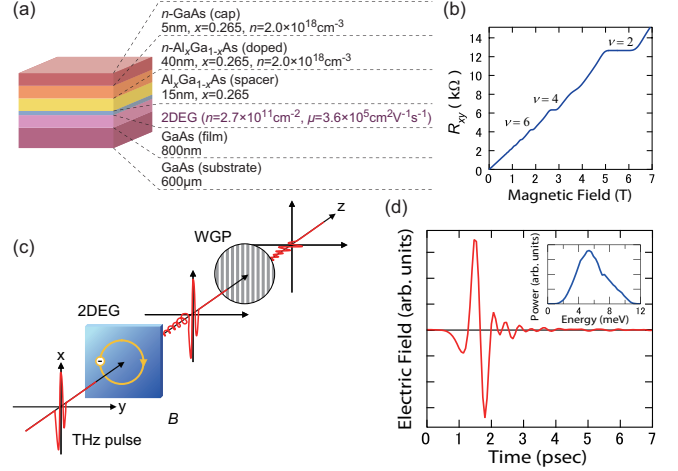 (a)
n-GaAs (cap)
5nm, x=0.265, n=2.0×10¹⁸cm⁻³
n-AlₓGa₁₋ₓAs (doped)
40nm, x=0.265, n=2.0×10¹⁸cm⁻³
AlₓGa₁₋ₓAs (spacer)
15nm, x=0.265
2DEG (n=2.7×10¹¹cm⁻², μ=3.6×10⁵cm²V⁻¹s⁻¹)
GaAs (film)
800nm
GaAs (substrate)
600μm
(b)
14
12
10
8
6
4
2
0
Rxy (kΩ)
ν = 6
ν = 4
ν = 2
0 1 2 3 4 5 6 7
Magnetic Field (T)
(c)
z
WGP
2DEG
-
x
y
B
THz pulse
(d)
Electric Field (arb. units)
Power (arb. units)
0 4 8 12
Energy (meV)
0 1 2 3 4 5 6 7
Time (psec)